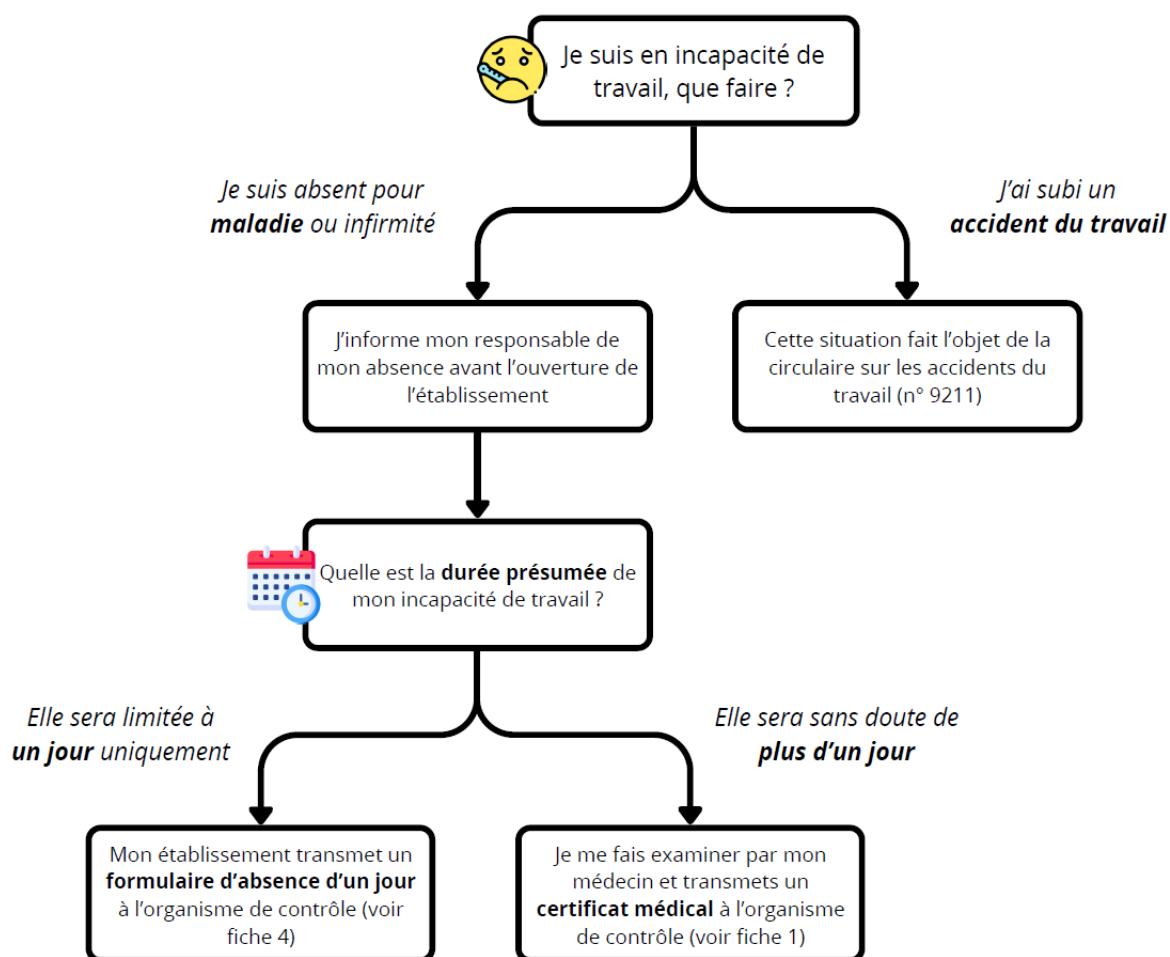 Je suis en incapacité de
travail, que faire ?
Je suis absent pour
maladie ou infirmité
J’ai subi un
accident du travail
J’informe mon responsable de
mon absence avant l’ouverture de
l’établissement
Cette situation fait l’objet de la
circulaire sur les accidents du
travail (n° 9211)
Quelle est la durée présumée de
mon incapacité de travail ?
Elle sera limitée à
un jour uniquement
Elle sera sans doute de
plus d’un jour
Mon établissement transmet un
formulaire d’absence d’un jour
à l’organisme de contrôle (voir
fiche 4)
Je me fais examiner par mon
médecin et transmets un
certificat médical à l’organisme
de contrôle (voir fiche 1)